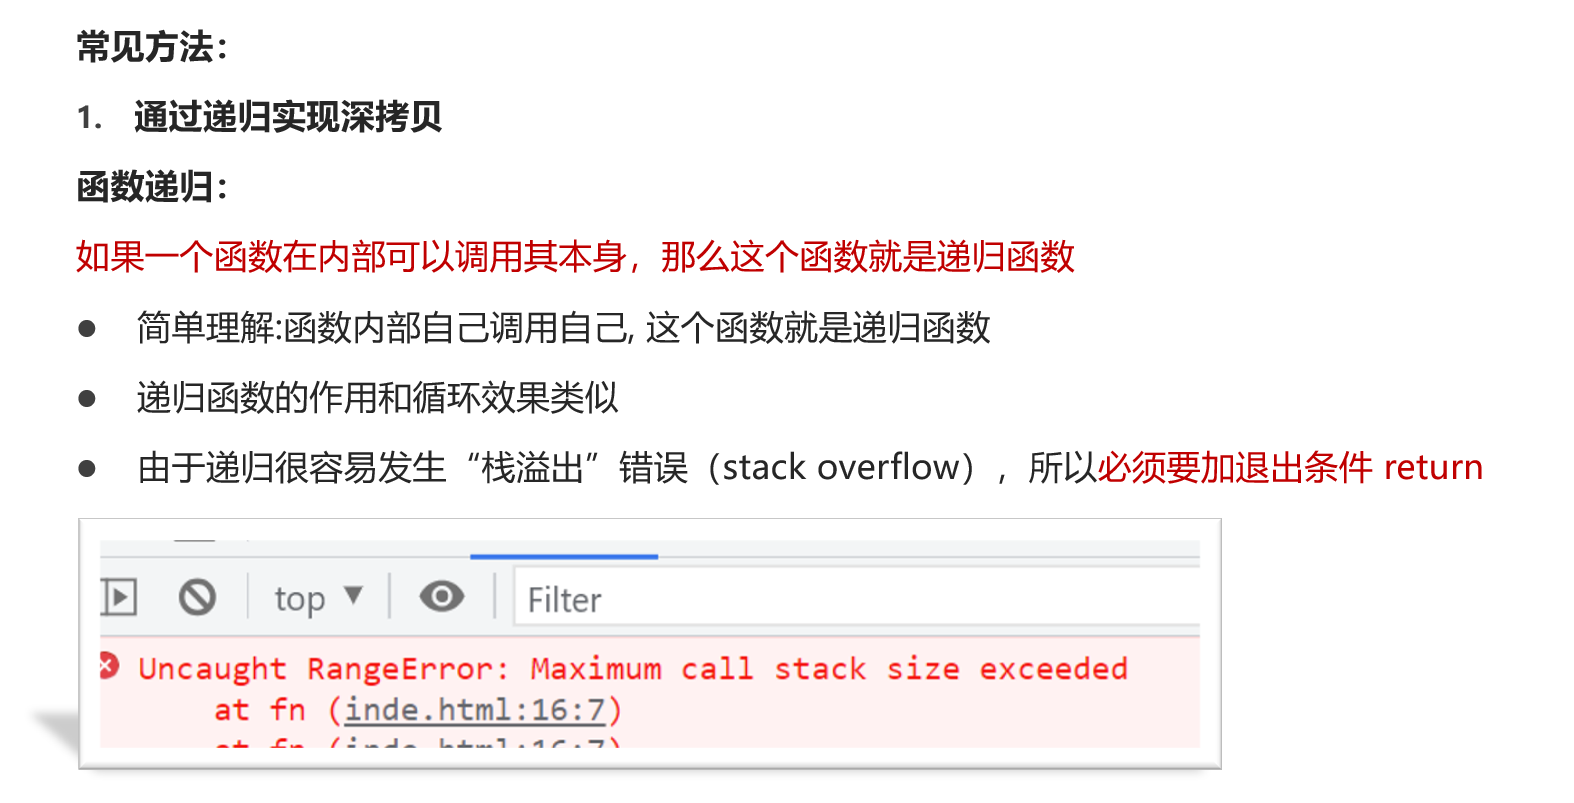 常见方法：
1. 通过递归实现深拷贝
函数递归：
如果一个函数在内部可以调用其本身，那么这个函数就是递归函数
● 简单理解:函数内部自己调用自己, 这个函数就是递归函数
● 递归函数的作用和循环效果类似
● 由于递归很容易发生“栈溢出”错误（stack overflow），所以必须要加退出条件 return
top ▼ Filter
Uncaught RangeError: Maximum call stack size exceeded
at fn (inde.html:16:7)
at fn (inde.html:16:7)